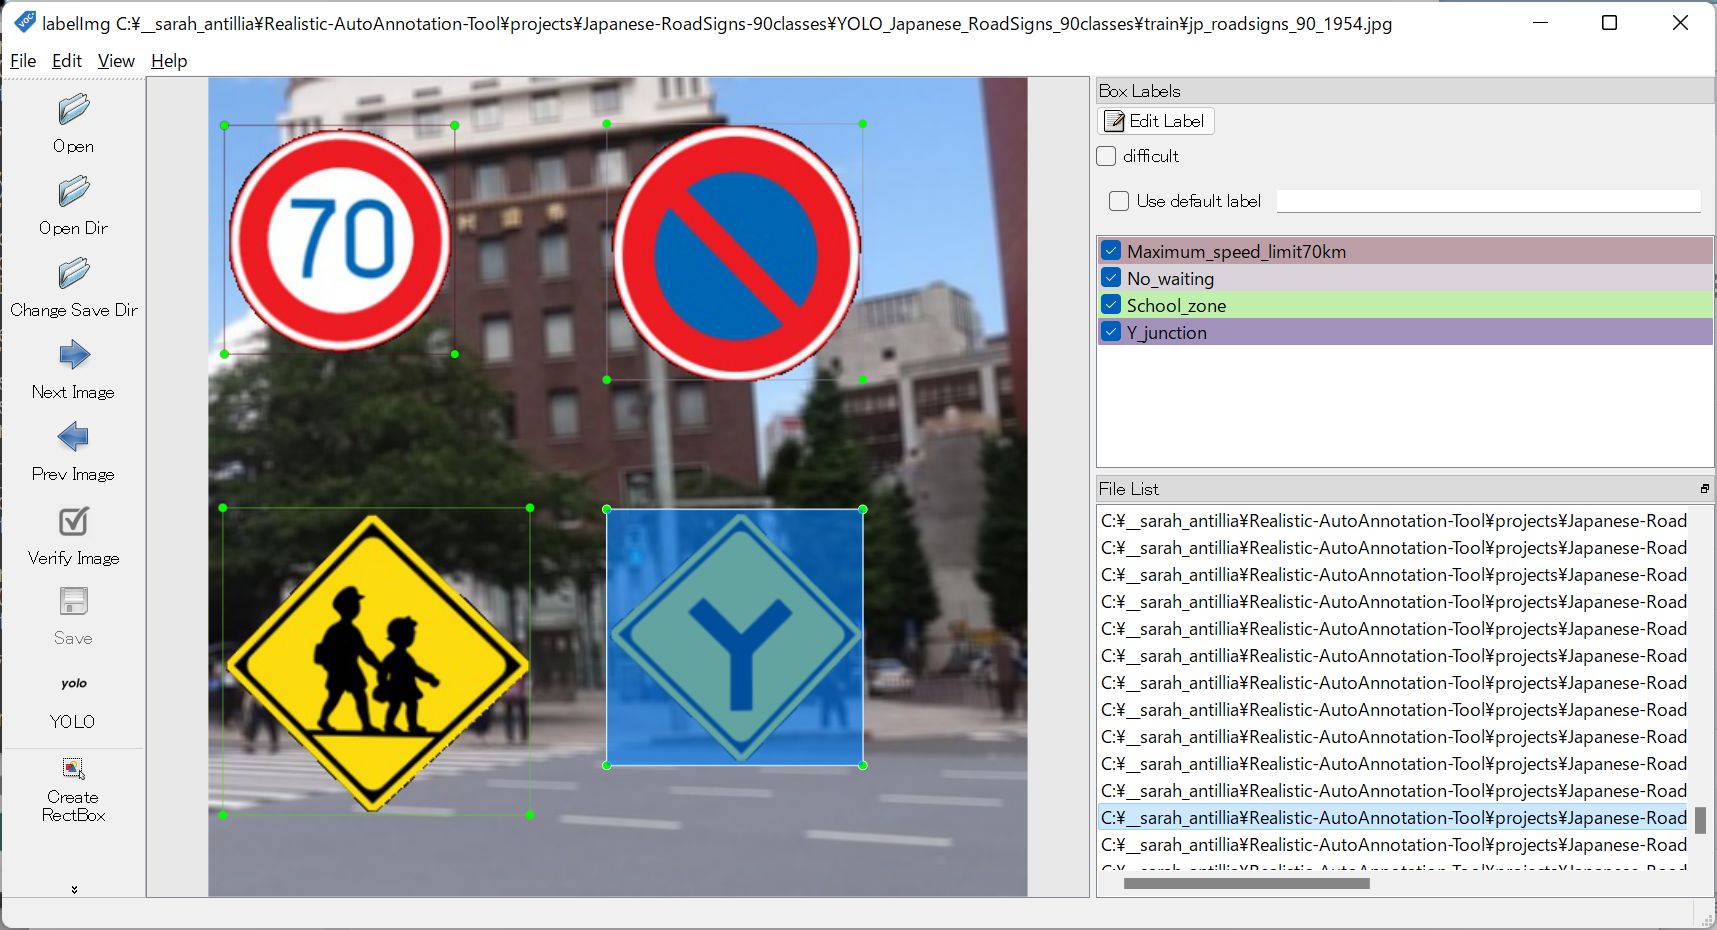 labelImg C:¥__sarah_antillia¥Realistic-AutoAnnotation-Tool¥projects¥Japanese-RoadSigns-90classes¥YOLO_Japanese_RoadSigns_90classes¥train¥jp_roadsigns_90_1954.jpg
File Edit View Help
Open
Open Dir
Change Save Dir
Next Image
Prev Image
Verify Image
Save
yolo
YOLO
Create
RectBox
70
Y
Box Labels
Edit Label
difficult
Use default label
Maximum_speed_limit70km
No_waiting
School_zone
Y_junction
File List
C:¥__sarah_antillia¥Realistic-AutoAnnotation-Tool¥projects¥Japanese-Road
C:¥__sarah_antillia¥Realistic-AutoAnnotation-Tool¥projects¥Japanese-Road
C:¥__sarah_antillia¥Realistic-AutoAnnotation-Tool¥projects¥Japanese-Road
C:¥__sarah_antillia¥Realistic-AutoAnnotation-Tool¥projects¥Japanese-Road
C:¥__sarah_antillia¥Realistic-AutoAnnotation-Tool¥projects¥Japanese-Road
C:¥__sarah_antillia¥Realistic-AutoAnnotation-Tool¥projects¥Japanese-Road
C:¥__sarah_antillia¥Realistic-AutoAnnotation-Tool¥projects¥Japanese-Road
C:¥__sarah_antillia¥Realistic-AutoAnnotation-Tool¥projects¥Japanese-Road
C:¥__sarah_antillia¥Realistic-AutoAnnotation-Tool¥projects¥Japanese-Road
C:¥__sarah_antillia¥Realistic-AutoAnnotation-Tool¥projects¥Japanese-Road
C:¥__sarah_antillia¥Realistic-AutoAnnotation-Tool¥projects¥Japanese-Road
C:¥__sarah_antillia¥Realistic-AutoAnnotation-Tool¥projects¥Japanese-Road
C:¥__sarah_antillia¥Realistic-AutoAnnotation-Tool¥projects¥Japanese-Road